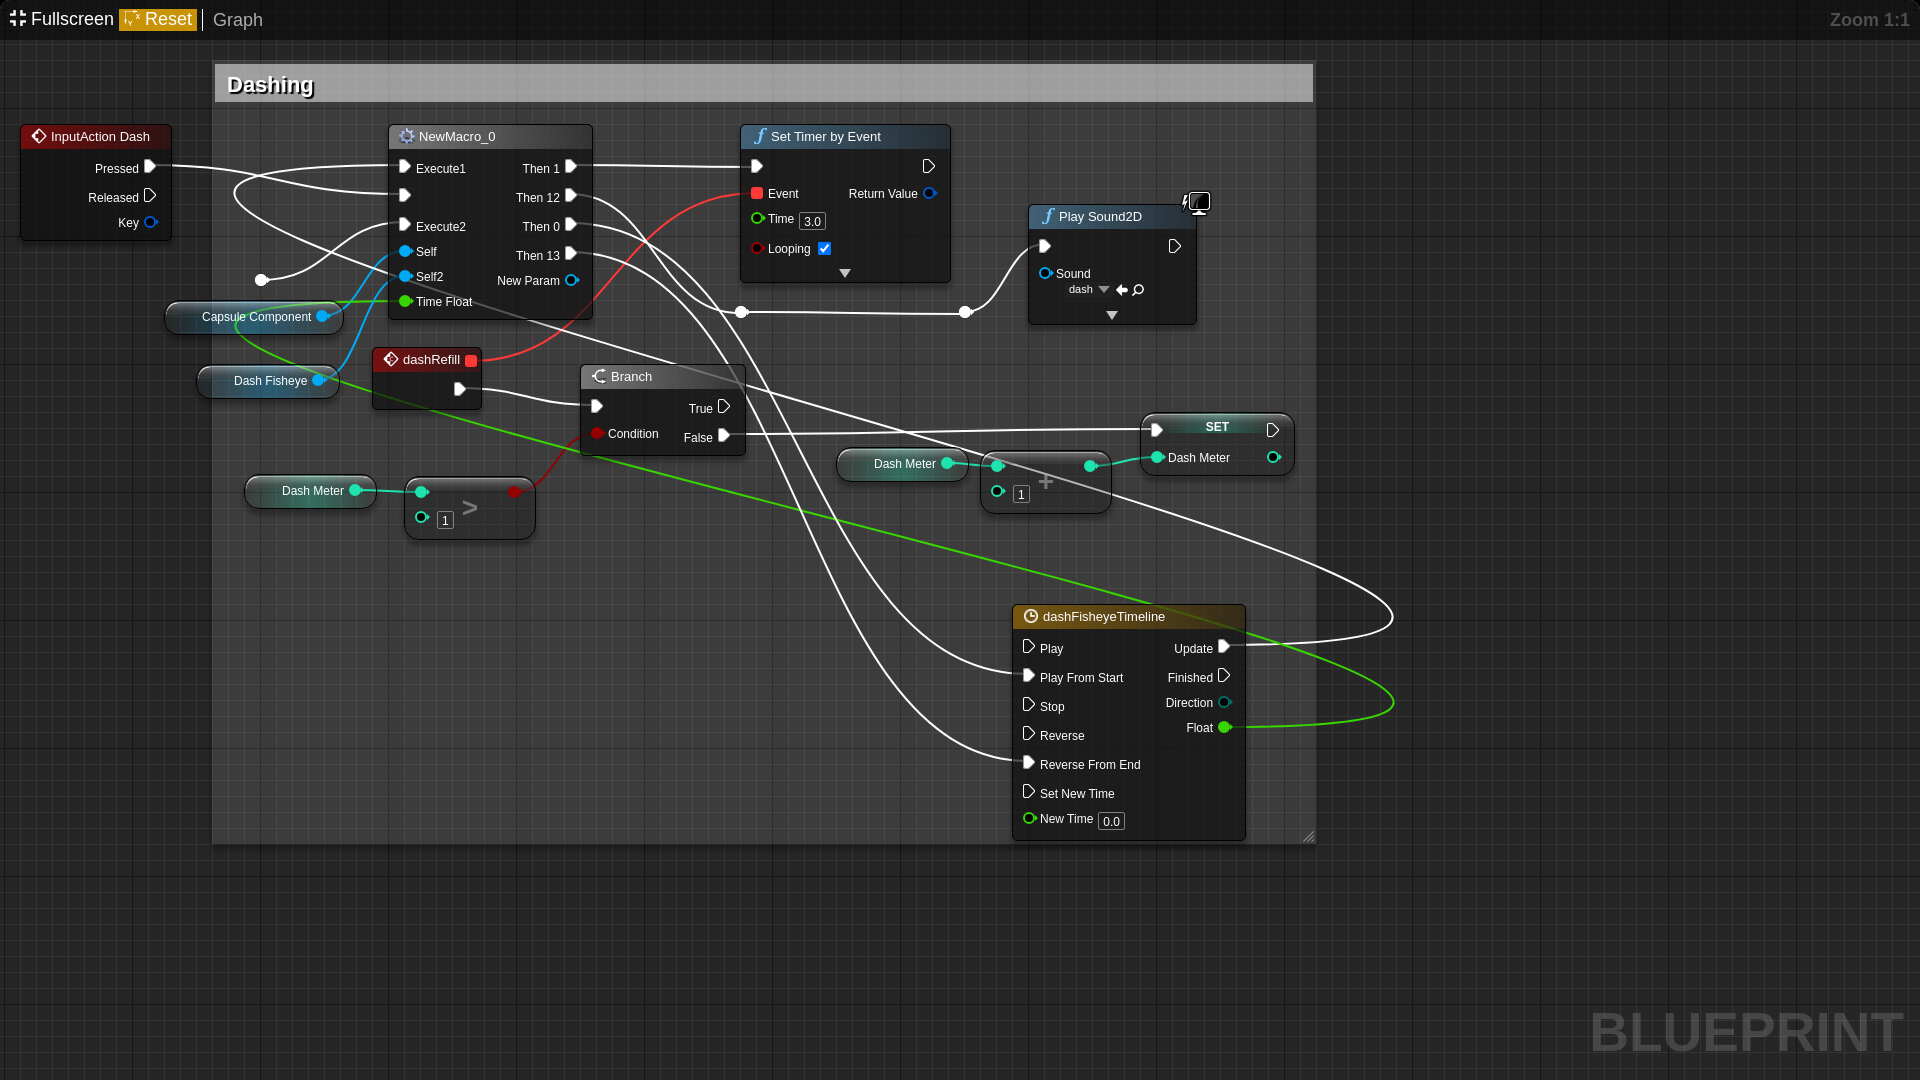 Fullscreen Reset Graph Zoom 1:1
Dashing
InputAction Dash
Pressed
Released
Key
NewMacro_0
Execute1 Then 1
Then 12
Execute2 Then 0
Self Then 13
Self2 New Param
Time Float
Set Timer by Event
Event Return Value
Time 3.0
Looping
Play Sound2D
Sound
dash
Capsule Component
Dash Fisheye
dashRefill
Branch
True
Condition False
SET
Dash Meter
Dash Meter
+
1
Dash Meter
>
1
dashFisheyeTimeline
Play Update
Play From Start Finished
Stop Direction
Reverse Float
Reverse From End
Set New Time
New Time 0.0
BLUEPRINT